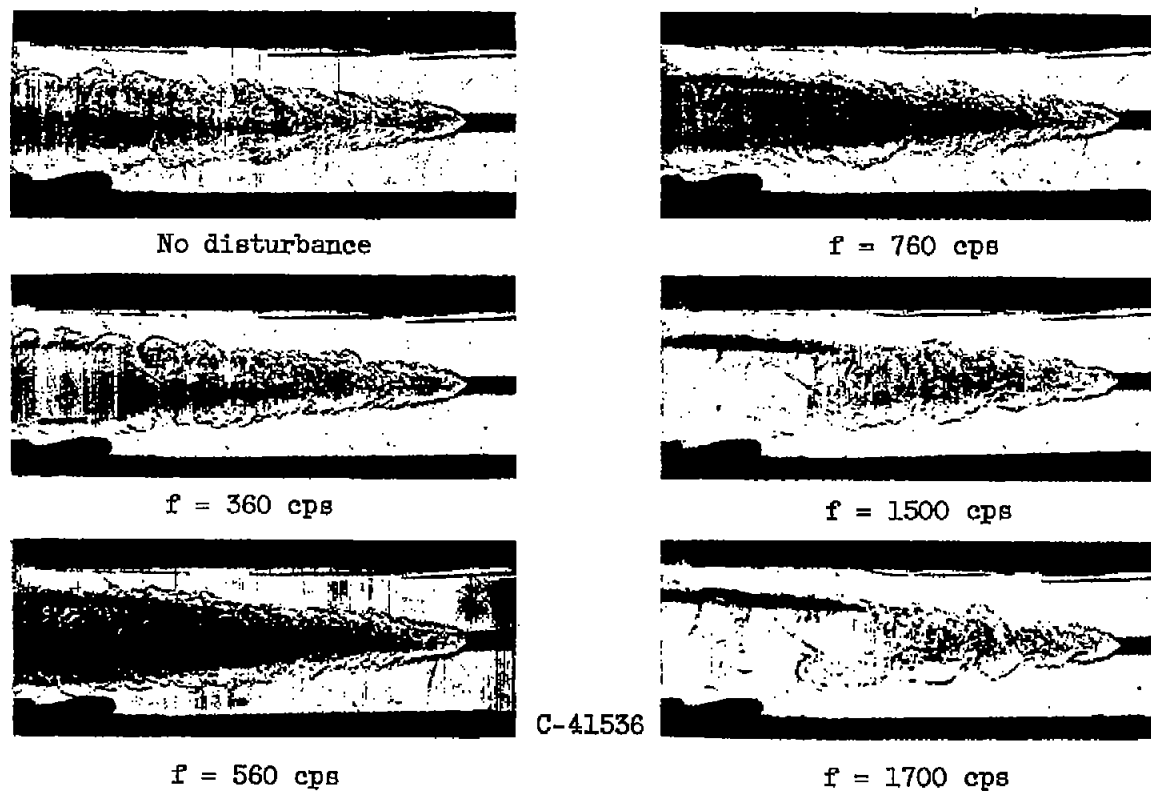 No disturbance
f = 760 cps
f = 360 cps
f = 1500 cps
C-41536
f = 560 cps
f = 1700 cps